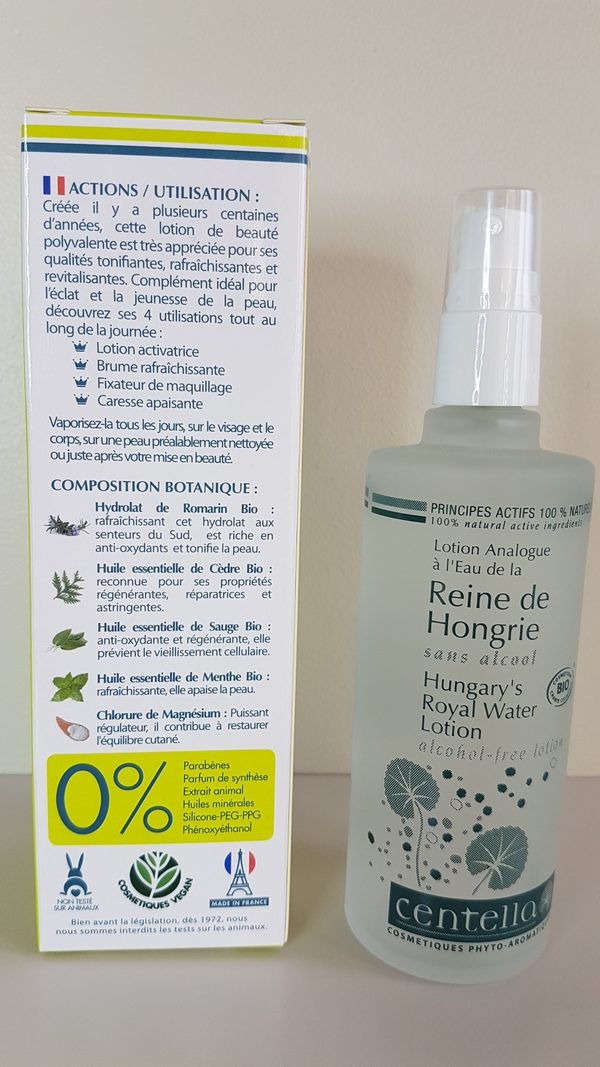 ACTIONS / UTILISATION :
Créée il y a plusieurs centaines
d'années, cette lotion de beauté
polyvalente est très appréciée pour ses
qualités tonifiantes, rafraîchissantes et
revitalisantes. Complément idéal pour
l'éclat et la jeunesse de la peau,
découvrez ses 4 utilisations tout au
long de la journée :
Lotion activatrice
Brume rafraîchissante
Fixateur de maquillage
Caresse apaisante
Vaporisez-la tous les jours, sur le visage et le
corps, sur une peau préalablement nettoyée
ou juste après votre mise en beauté.
COMPOSITION BOTANIQUE :
Hydrolat de Romarin Bio :
rafraîchissant cet hydrolat aux
senteurs du Sud, est riche en
anti-oxydants et tonifie la peau.
Huile essentielle de Cèdre Bio :
reconnue pour ses propriétés
régénérantes, réparatrices et
astringentes.
Huile essentielle de Sauge Bio :
anti-oxydante et régénérante, elle
prévient le vieillissement cellulaire.
Huile essentielle de Menthe Bio :
rafraîchissante, elle apaise la peau.
Chlorure de Magnésium : Puissant
régulateur, il contribue à restaurer
l'équilibre cutané.
0%
Parabènes
Parfum de synthèse
Extrait animal
Huiles minérales
Silicone-PEG-PPG
Phénoxyéthanol
NON TESTÉ
SUR ANIMAUX
COSMETIQUES VEGAN
MADE IN FRANCE
Bien avant la législation, dès 1972, nous
nous sommes interdits les tests sur les animaux.
PRINCIPES ACTIFS 100 %
100% natural active ingredients
Lotion Analogue
à l'Eau de la
Reine de
Hongrie
sans alcool
Hungary's
Royal Water
Lotion
alcohol-free lotion
BIO
centella
COSMETIQUES